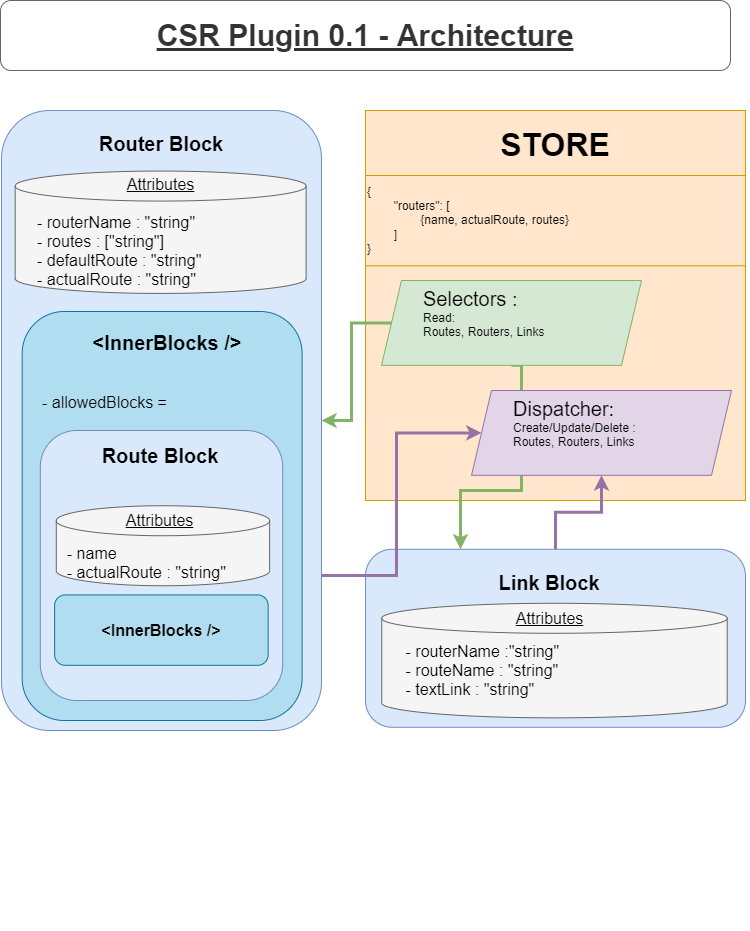 CSR Plugin 0.1 - Architecture
Router Block
Attributes
- routerName : "string"
- routes : ["string"]
- defaultRoute : "string"
- actualRoute : "string"
<InnerBlocks />
- allowedBlocks =
Route Block
Attributes
- name
- actualRoute : "string"
<InnerBlocks />
STORE
{
"routers": [
{name, actualRoute, routes}
]
}
Selectors :
Read:
Routes, Routers, Links
Dispatcher:
Create/Update/Delete :
Routes, Routers, Links
Link Block
Attributes
- routerName :"string"
- routeName : "string"
- textLink : "string"